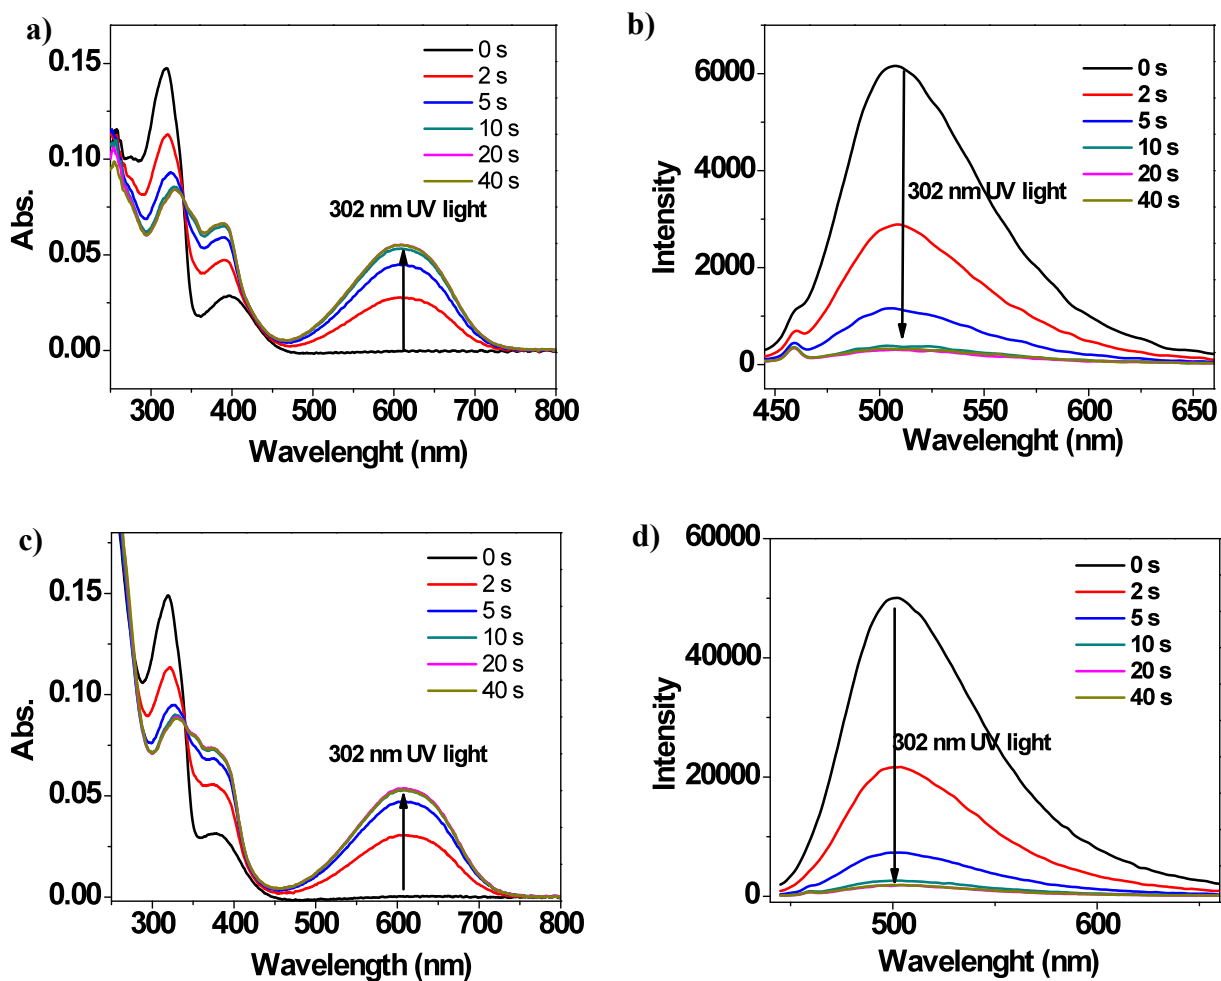 a)
0 s
2 s
5 s
10 s
20 s
40 s
302 nm UV light
0.15
0.10
0.05
0.00
Abs.
300 400 500 600 700 800
Wavelenght (nm)
b)
0 s
2 s
5 s
10 s
20 s
40 s
302 nm UV light
6000
4000
2000
0
Intensity
450 500 550 600 650
Wavelenght (nm)
c)
0 s
2 s
5 s
10 s
20 s
40 s
302 nm UV light
0.15
0.10
0.05
0.00
Abs.
300 400 500 600 700 800
Wavelength (nm)
d)
0 s
2 s
5 s
10 s
20 s
40 s
302 nm UV light
60000
40000
20000
0
Intensity
500 600
Wavelenght (nm)